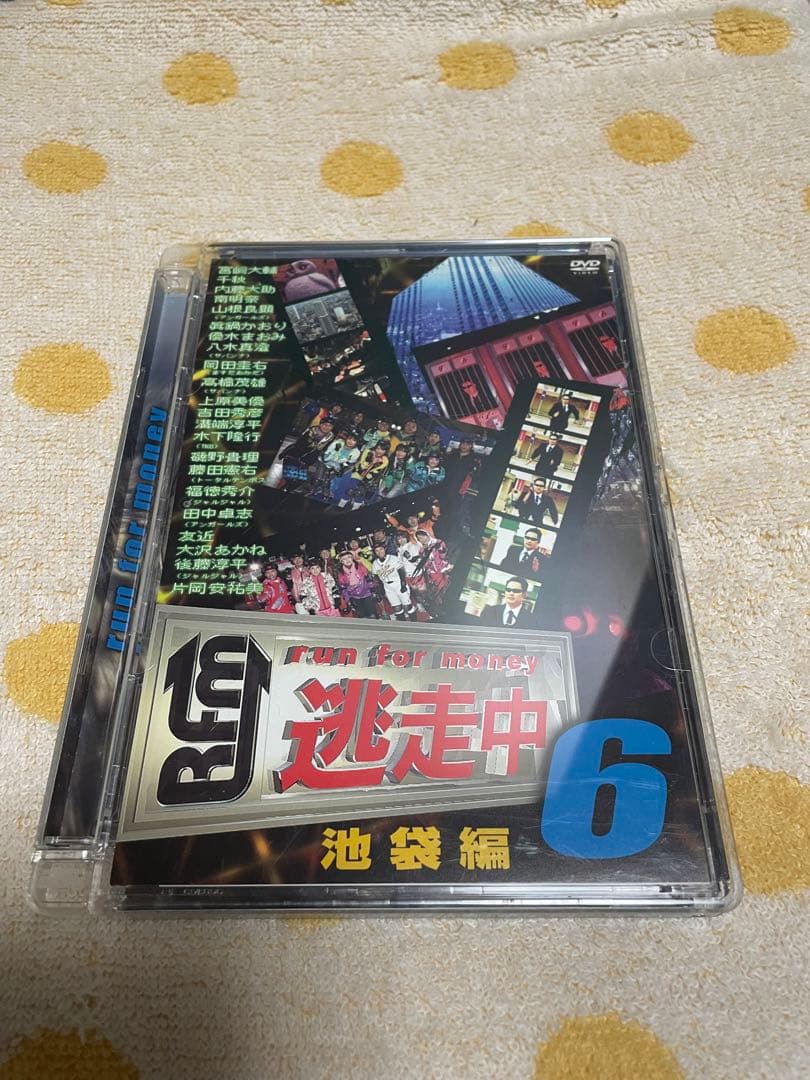 DVD
VIDEO
宮崎大輔
千秋
内藤大助
南明奈
山根良顕
(アンガールズ)
眞鍋かをり
優木まおみ
八木真澄
(サバンナ)
岡田圭右
(ますだおかだ)
高橋茂雄
(サバンナ)
上原美優
吉田秀彦
溝端淳平
木下隆行
(TKO)
磯野貴理
藤田憲右
(トータルテンボス)
福徳秀介
(ジャルジャル)
田中卓志
(アンガールズ)
友近
大沢あかね
後藤淳平
(ジャルジャル)
片岡安祐美
run for money
Rfm
run for money
逃走中
6
池袋編